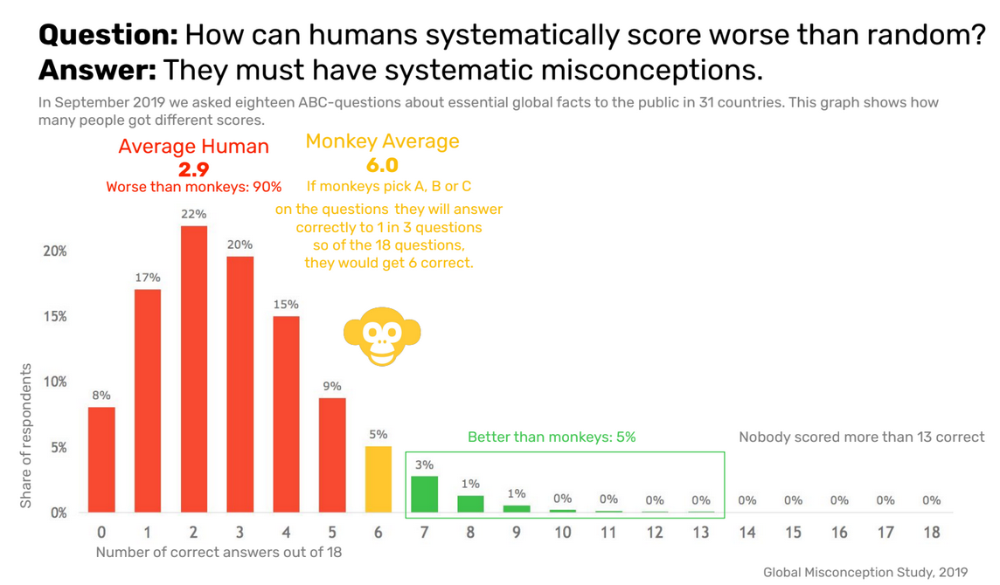 Question: How can humans systematically score worse than random?
Answer: They must have systematic misconceptions.
In September 2019 we asked eighteen ABC-questions about essential global facts to the public in 31 countries. This graph shows how
many people got different scores.
Average Human
2.9
Worse than monkeys: 90%
Monkey Average
6.0
If monkeys pick A, B or C
on the questions they will answer
correctly to 1 in 3 questions
so of the 18 questions,
they would get 6 correct.
Share of respondents
20%
15%
10%
5%
0%
8%
17%
22%
20%
15%
9%
5%
Better than monkeys: 5%
3%
1%
1%
0%
0%
0%
0%
Nobody scored more than 13 correct
0%
0%
0%
0%
0%
0 1 2 3 4 5 6 7 8 9 10 11 12 13 14 15 16 17 18
Number of correct answers out of 18
Global Misconception Study, 2019